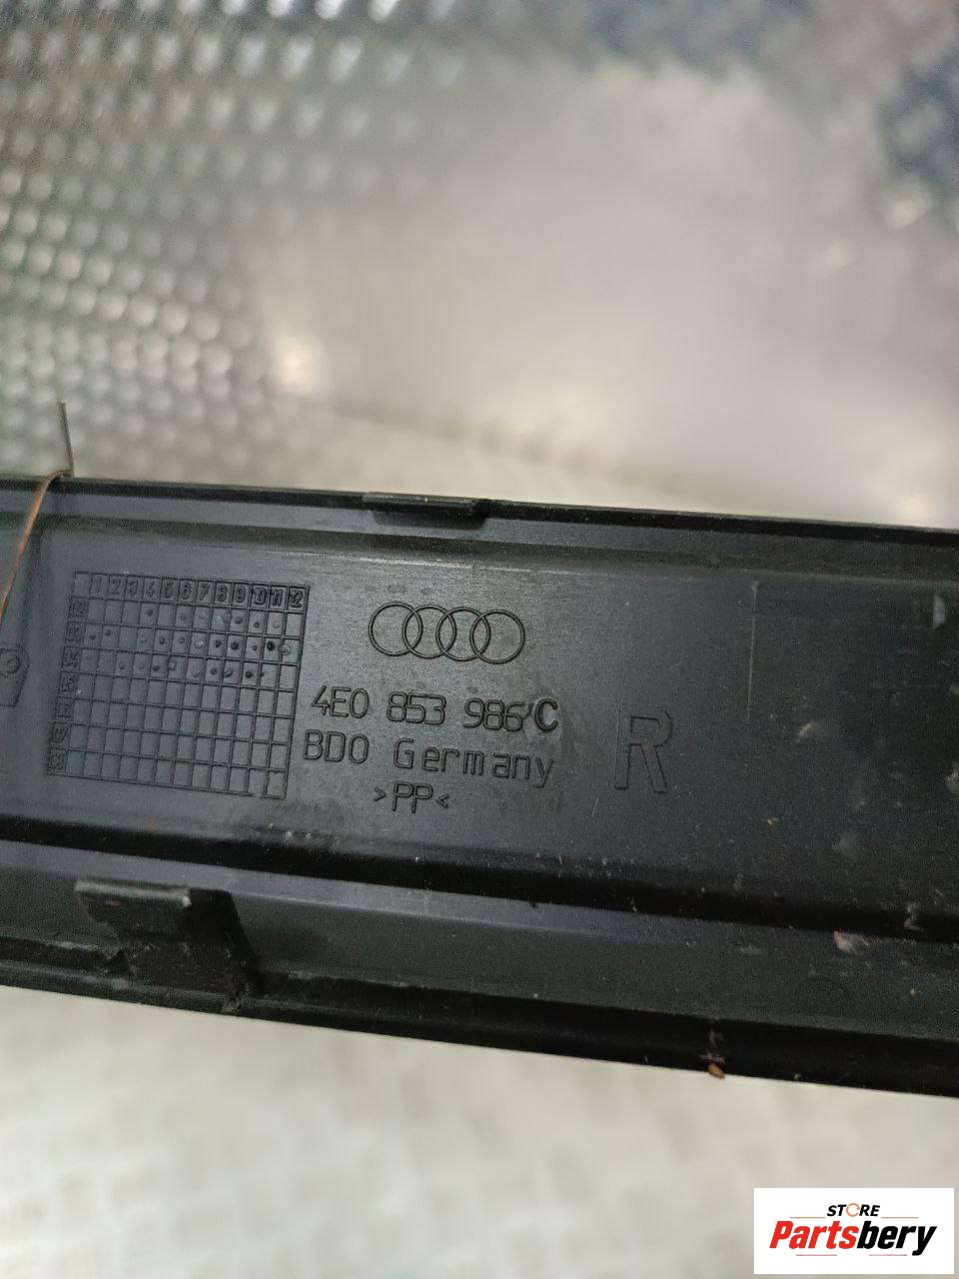 1 2 3 4 5 6 7 8 9 10 11 12
4E0 853 986 C
BDO Germany
>PP<
R
STORE
Partsbery